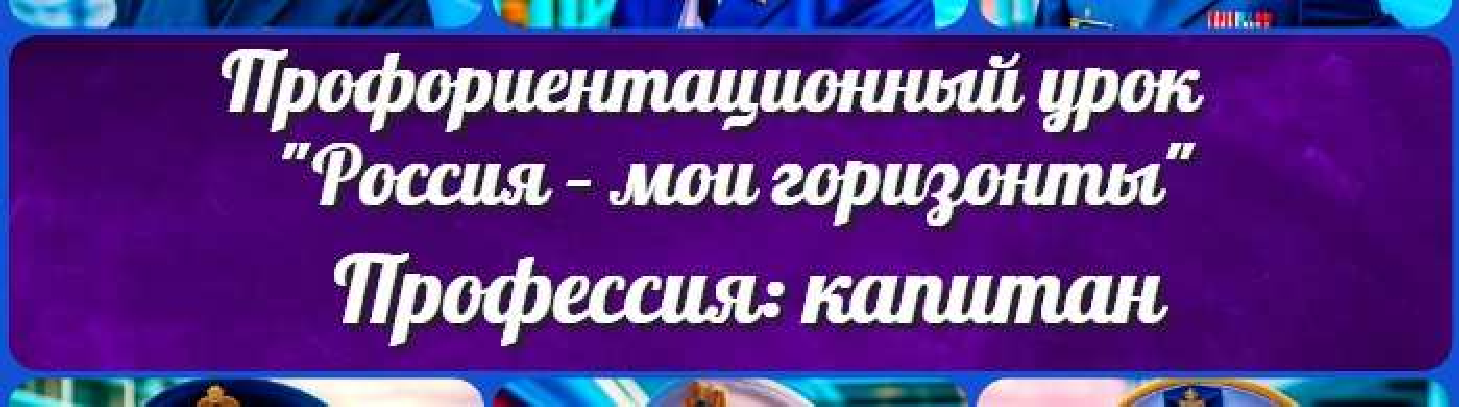 Профориентационный урок
"Россия – мои горизонты"
Профессия: капитан